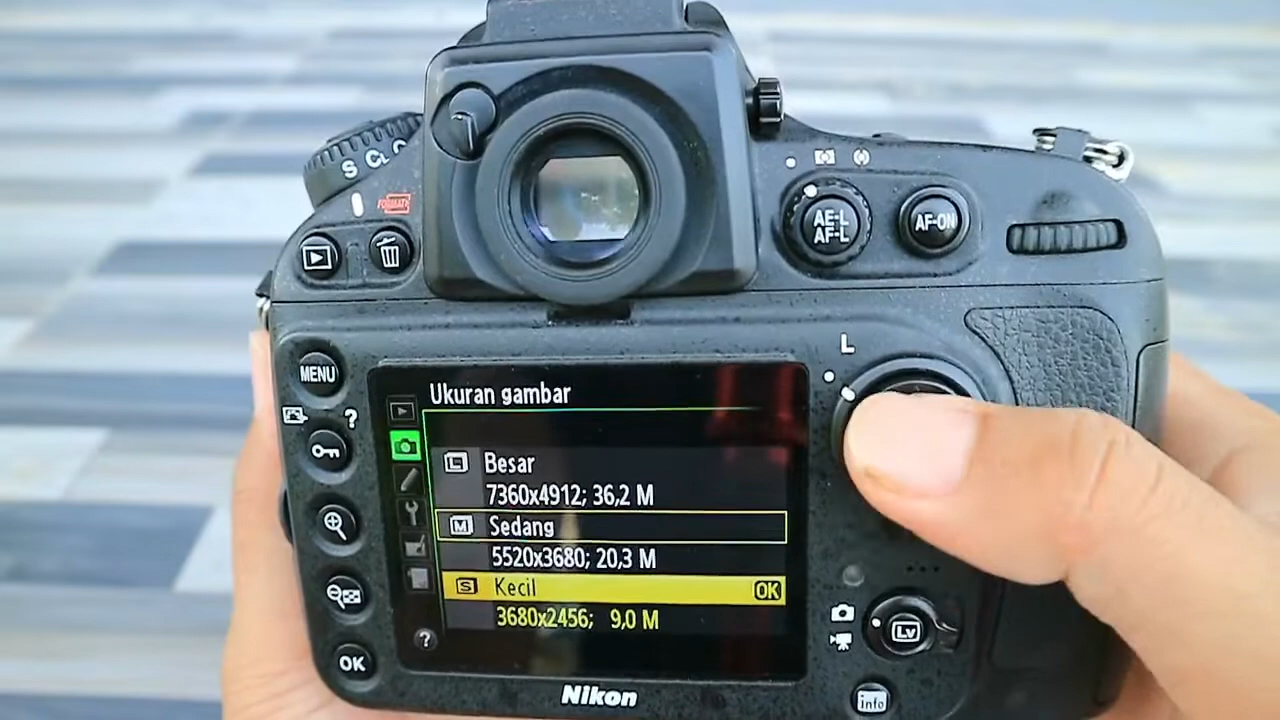 S CL C
FORMAT
AE-L
AF-L
AF-ON
L
MENU
?
Ukuran gambar
L Besar
7360x4912; 36,2 M
M Sedang
5520x3680; 20,3 M
S Kecil OK
3680x2456; 9,0 M
?
Lv
OK
Nikon
info